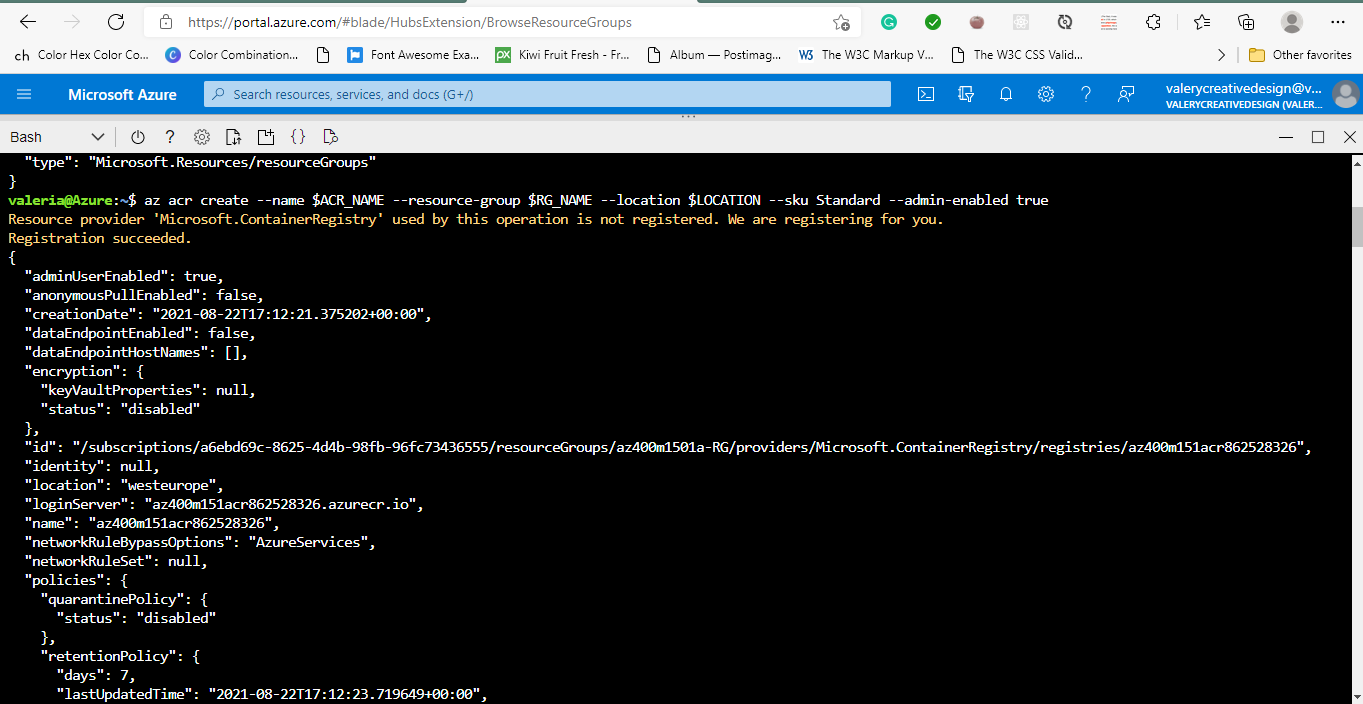 https://portal.azure.com/#blade/HubsExtension/BrowseResourceGroups
ch Color Hex Color Co... Color Combination... Font Awesome Exa... px Kiwi Fruit Fresh - Fr... Album — Postimag... W3 The W3C Markup V... The W3C CSS Valid... Other favorites
Microsoft Azure Search resources, services, and docs (G+/) valerycreativedesign@v...
VALERYCREATIVEDESIGN (VALER...
Bash
"type": "Microsoft.Resources/resourceGroups"
}
valeria@Azure:~$ az acr create --name $ACR_NAME --resource-group $RG_NAME --location $LOCATION --sku Standard --admin-enabled true
Resource provider 'Microsoft.ContainerRegistry' used by this operation is not registered. We are registering for you.
Registration succeeded.
{
"adminUserEnabled": true,
"anonymousPullEnabled": false,
"creationDate": "2021-08-22T17:12:21.375202+00:00",
"dataEndpointEnabled": false,
"dataEndpointHostNames": [],
"encryption": {
"keyVaultProperties": null,
"status": "disabled"
},
"id": "/subscriptions/a6ebd69c-8625-4d4b-98fb-96fc73436555/resourceGroups/az400m1501a-RG/providers/Microsoft.ContainerRegistry/registries/az400m151acr862528326",
"identity": null,
"location": "westeurope",
"loginServer": "az400m151acr862528326.azurecr.io",
"name": "az400m151acr862528326",
"networkRuleBypassOptions": "AzureServices",
"networkRuleSet": null,
"policies": {
"quarantinePolicy": {
"status": "disabled"
},
"retentionPolicy": {
"days": 7,
"lastUpdatedTime": "2021-08-22T17:12:23.719649+00:00",